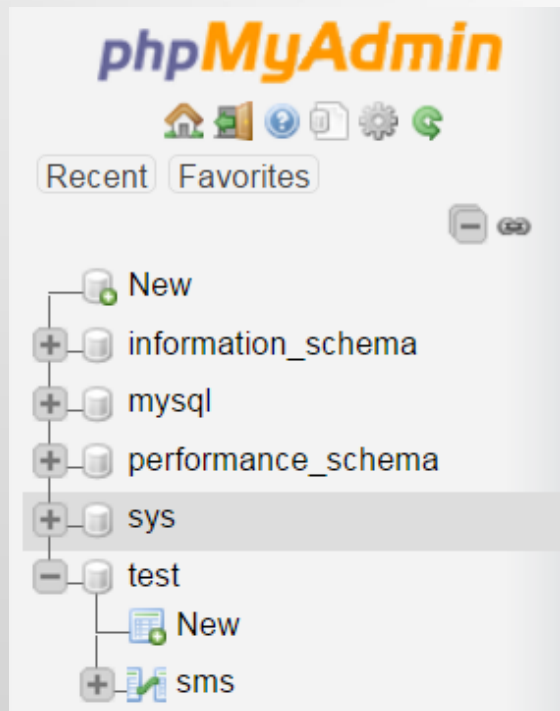 phpMyAdmin
Recent Favorites
New
information_schema
mysql
performance_schema
sys
test
New
sms